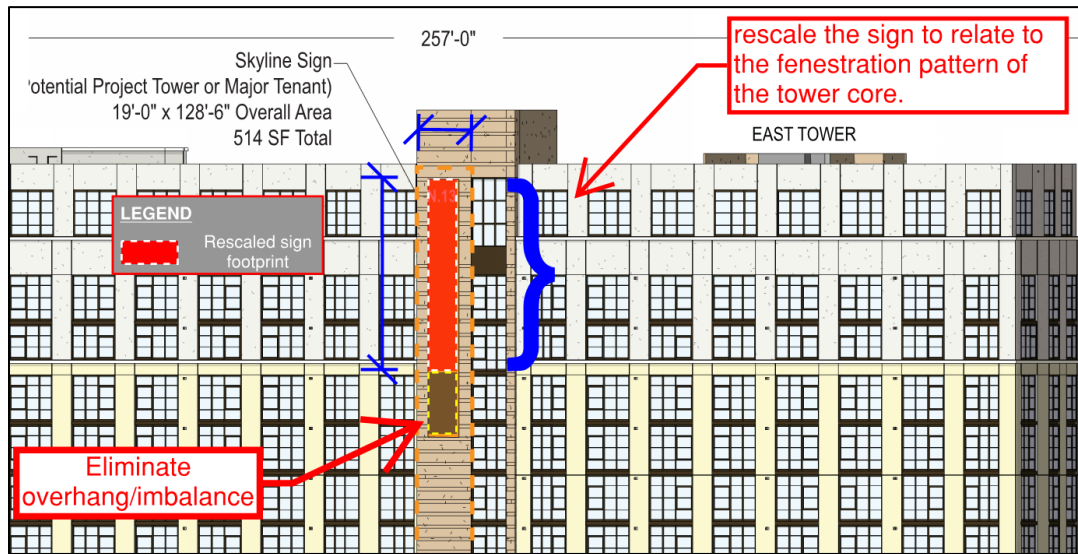 257'-0"
Skyline Sign
'otential Project Tower or Major Tenant)
19'-0" x 128'-6" Overall Area
514 SF Total
rescale the sign to relate to
the fenestration pattern of
the tower core.
EAST TOWER
N.13
LEGEND
Rescaled sign
footprint
Eliminate
overhang/imbalance